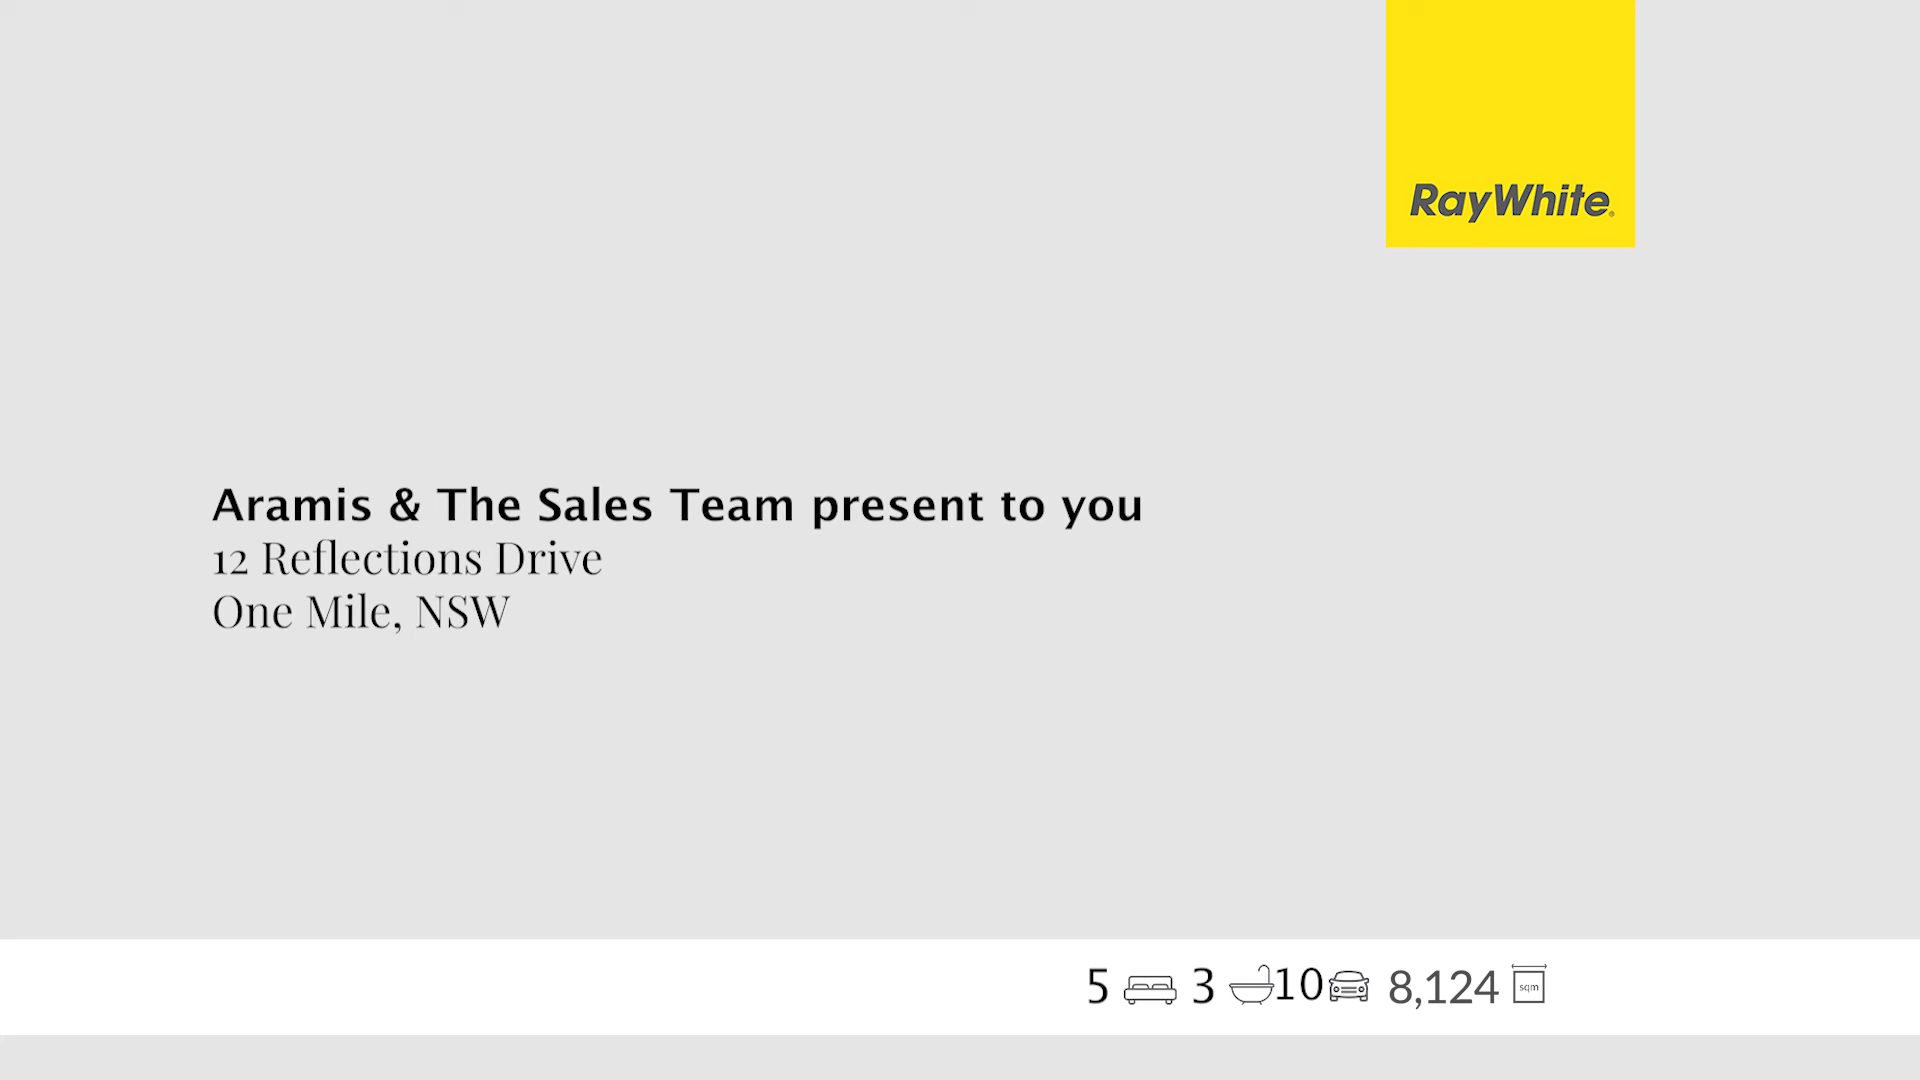 RayWhite®
Aramis & The Sales Team present to you
12 Reflections Drive
One Mile, NSW
5 3 10 8,124 sqm